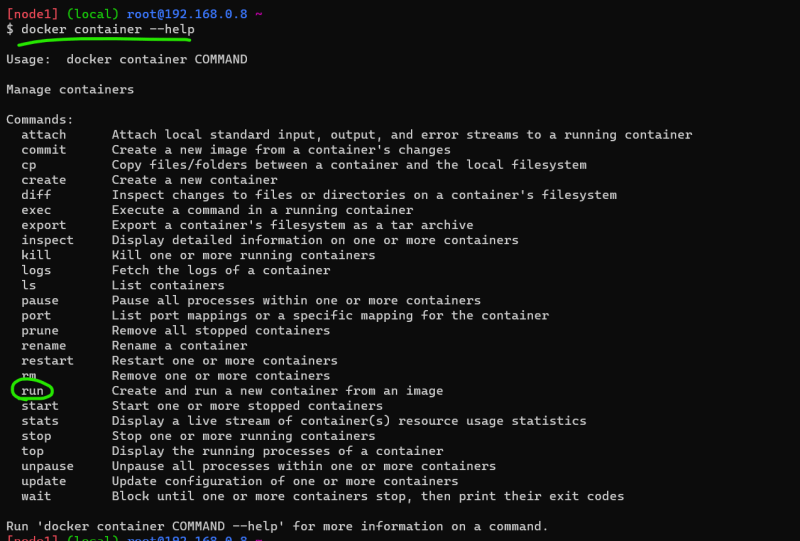 [node1] (local) root@192.168.0.8 ~
$ docker container --help
Usage:  docker container COMMAND
Manage containers
Commands:
  attach      Attach local standard input, output, and error streams to a running container
  commit      Create a new image from a container's changes
  cp          Copy files/folders between a container and the local filesystem
  create      Create a new container
  diff        Inspect changes to files or directories on a container's filesystem
  exec        Execute a command in a running container
  export      Export a container's filesystem as a tar archive
  inspect     Display detailed information on one or more containers
  kill        Kill one or more running containers
  logs        Fetch the logs of a container
  ls          List containers
  pause       Pause all processes within one or more containers
  port        List port mappings or a specific mapping for the container
  prune       Remove all stopped containers
  rename      Rename a container
  restart     Restart one or more containers
  rm          Remove one or more containers
  run         Create and run a new container from an image
  start       Start one or more stopped containers
  stats       Display a live stream of container(s) resource usage statistics
  stop        Stop one or more running containers
  top         Display the running processes of a container
  unpause     Unpause all processes within one or more containers
  update      Update configuration of one or more containers
  wait        Block until one or more containers stop, then print their exit codes
Run 'docker container COMMAND --help' for more information on a command.
[node1] (local) root@192.168.0.8 ~